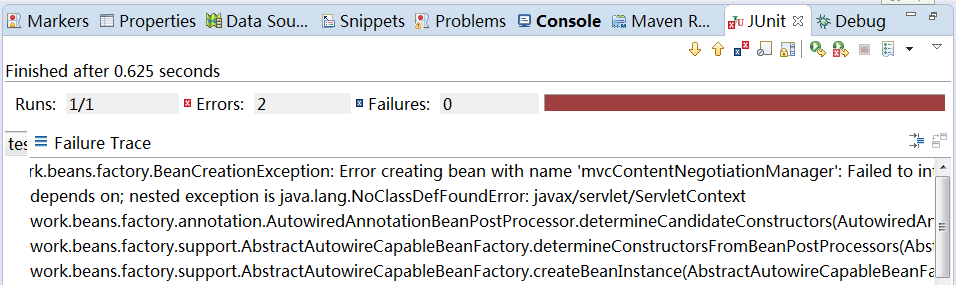 Markers Properties Data Sou... Snippets Problems Console Maven R... JUnit Debug
Finished after 0.625 seconds
Runs: 1/1 Errors: 2 Failures: 0
tes Failure Trace
rk.beans.factory.BeanCreationException: Error creating bean with name 'mvcContentNegotiationManager': Failed to int
depends on; nested exception is java.lang.NoClassDefFoundError: javax/servlet/ServletContext
work.beans.factory.annotation.AutowiredAnnotationBeanPostProcessor.determineCandidateConstructors(AutowiredAn
work.beans.factory.support.AbstractAutowireCapableBeanFactory.determineConstructorsFromBeanPostProcessors(Abs
work.beans.factory.support.AbstractAutowireCapableBeanFactory.createBeanInstance(AbstractAutowireCapableBeanFa